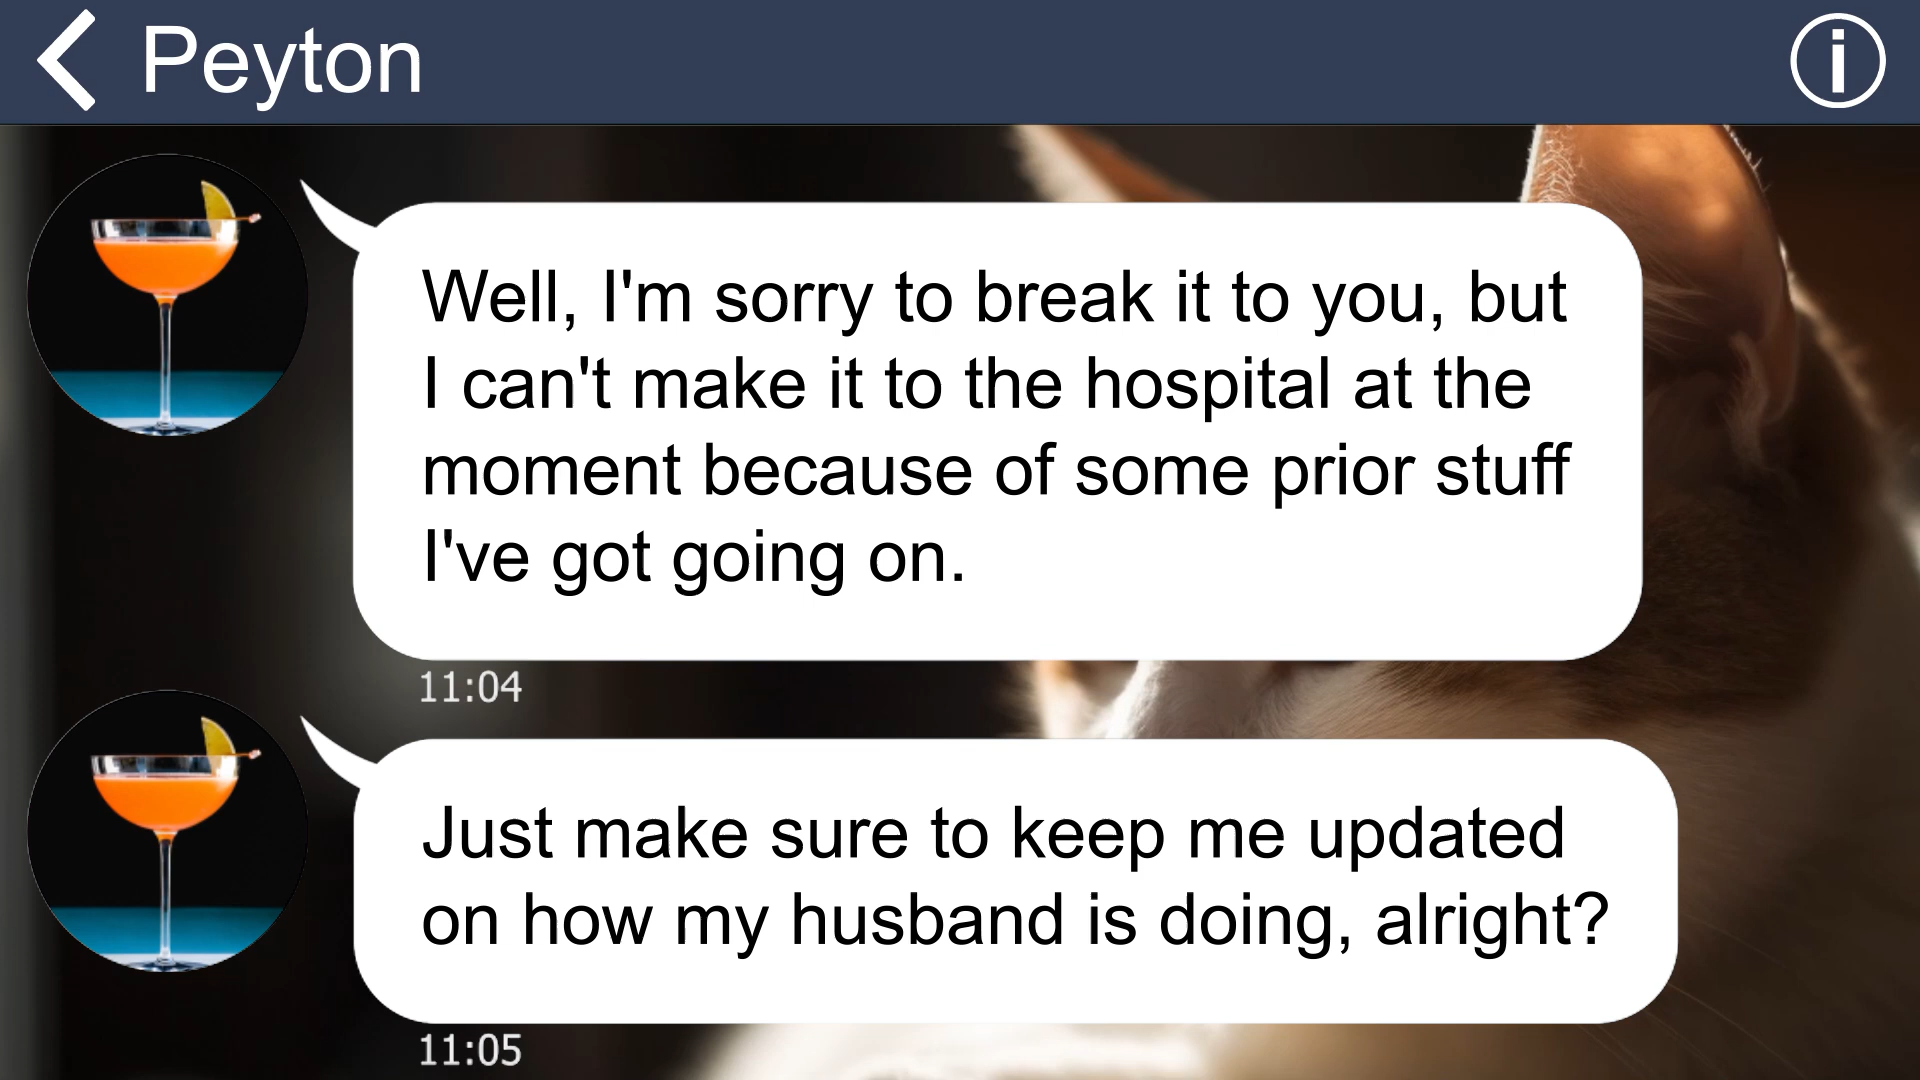 Peyton
Well, I'm sorry to break it to you, but
I can't make it to the hospital at the
moment because of some prior stuff
I've got going on.
11:04
Just make sure to keep me updated
on how my husband is doing, alright?
11:05